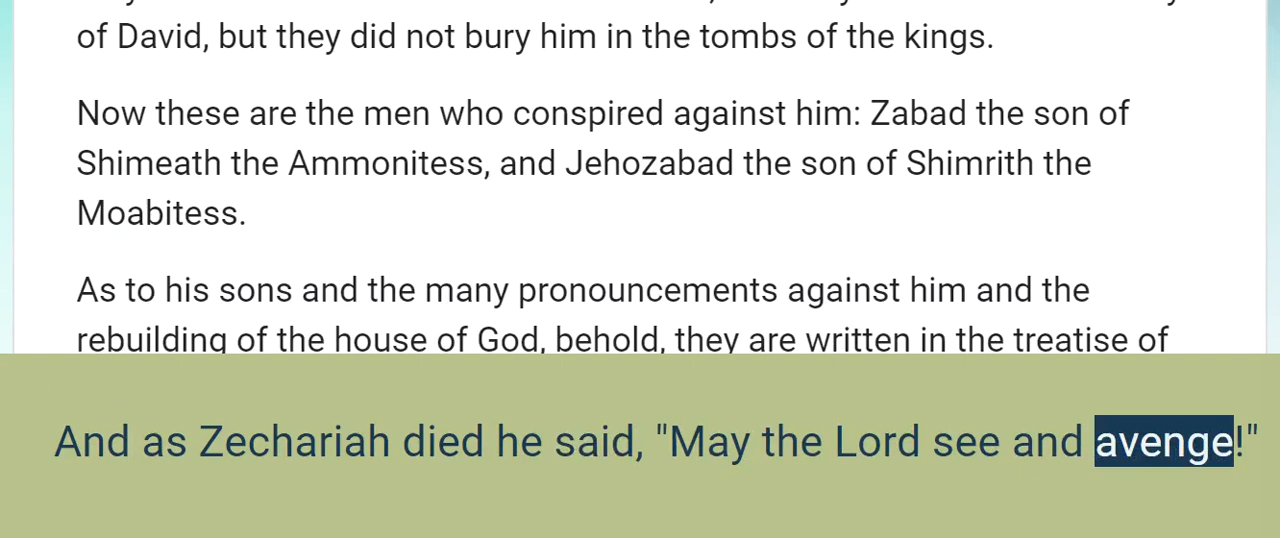 of David, but they did not bury him in the tombs of the kings.
Now these are the men who conspired against him: Zabad the son of
Shimeath the Ammonitess, and Jehozabad the son of Shimrith the
Moabitess.
As to his sons and the many pronouncements against him and the
rebuilding of the house of God, behold, they are written in the treatise of
And as Zechariah died he said, "May the Lord see and avenge!"